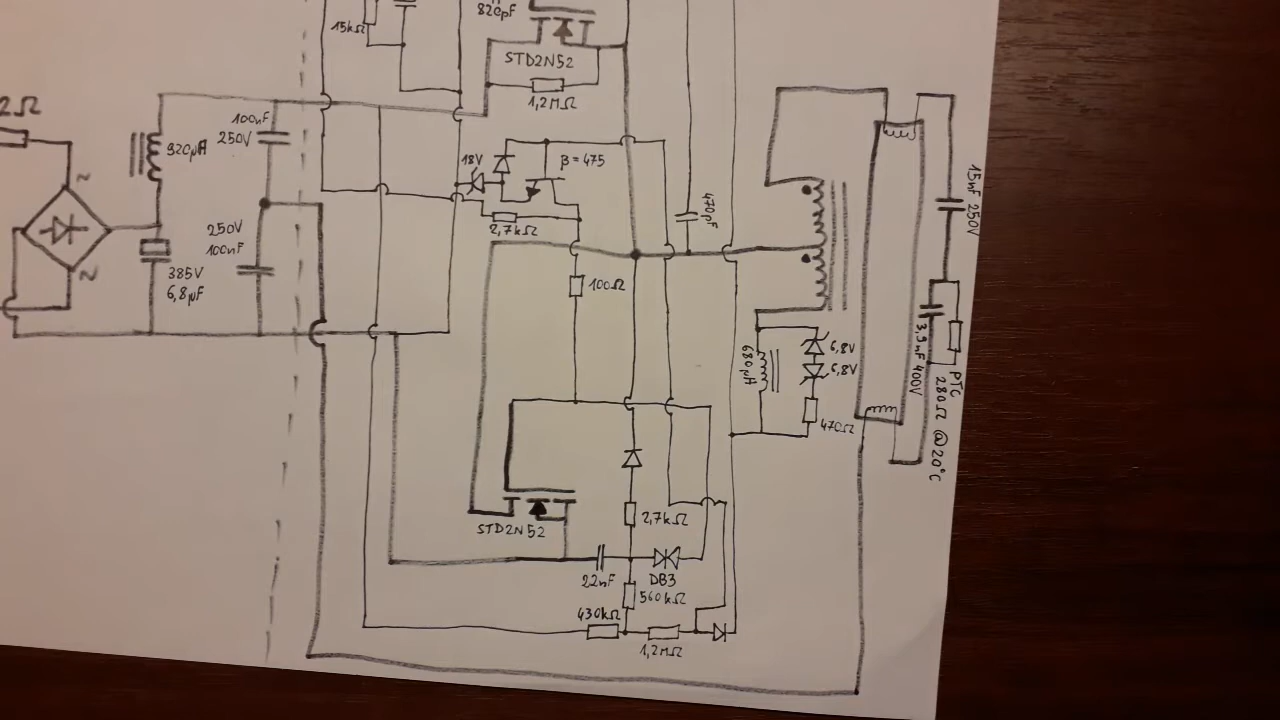 820pF
15kΩ
STD2N52
1,2MΩ
2Ω
100nF
250V
920µH
18V
β = 475
15nF 250V
470pF
2,7kΩ
250V
100nF
385V
6,8µF
100Ω
6,8V
6,8V
680µH
3,9nF 400V
PTC
280Ω @20°C
470Ω
STD2N52
2,7kΩ
22nF
DB3
560kΩ
430kΩ
1,2MΩ